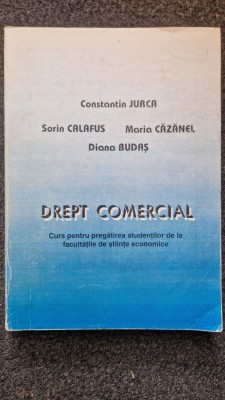 Constantin JURCA
Sorin CALAFUS Maria CĂZĂNEL
Diana BUDAȘ
DREPT COMERCIAL
Curs pentru pregătirea studenților de la
facultățile de științe economice